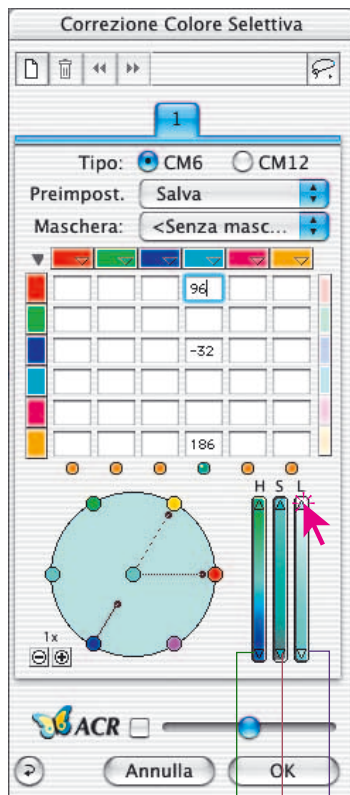 Correzione Colore Selettiva
1
Tipo: CM6 CM12
Preimpost. Salva
Maschera: <Senza masc...
96
-32
186
H S L
1x
ACR
Annulla OK